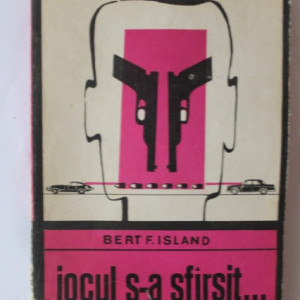 BERT F. ISLAND
jocul s-a sfîrşit...